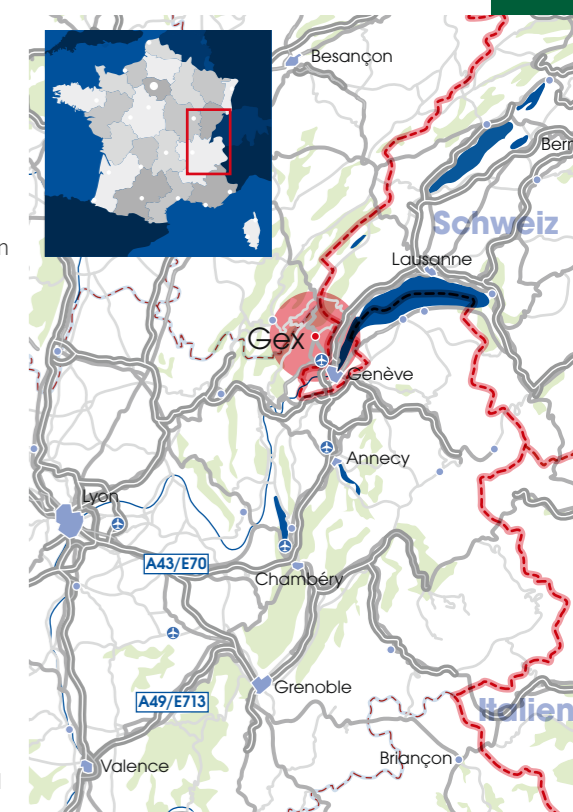 Besançon
Bern
Schweiz
n
Lausanne
Gex
Genève
Annecy
Lyon
A43/E70
Chambéry
Grenoble
A49/E713
Italien
Briançon
Valence